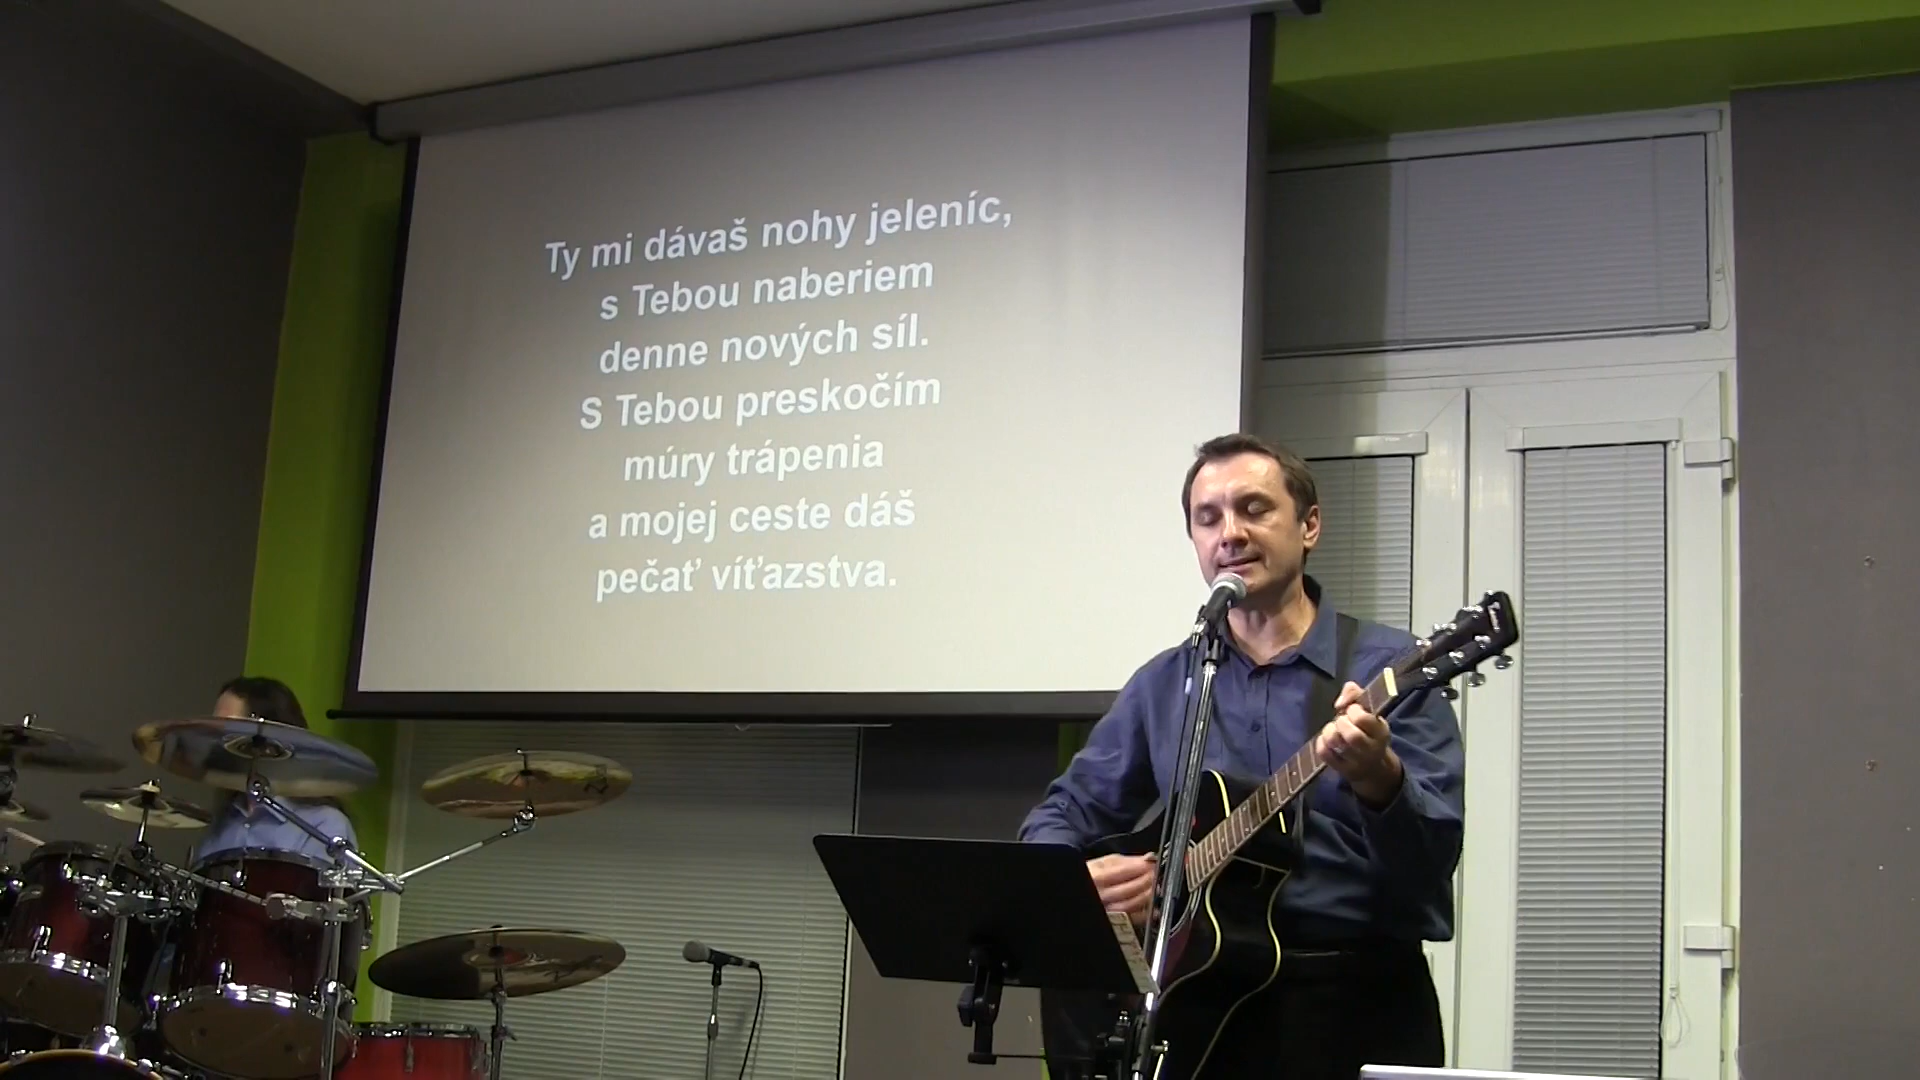 Ty mi dávaš nohy jeleníc,
s Tebou naberiem
denne nových síl.
S Tebou preskočím
múry trápenia
a mojej ceste dáš
pečať víťazstva.